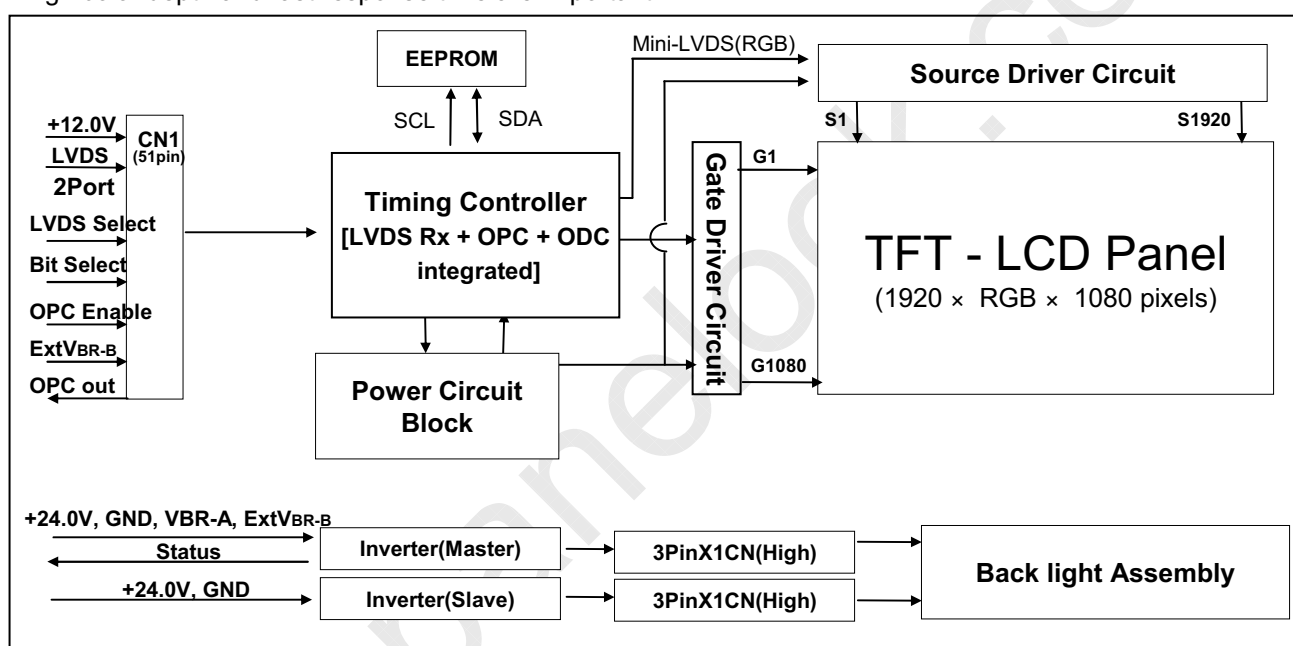 EEPROM
Mini-LVDS(RGB)
Source Driver Circuit
SCL
SDA
S1
S1920
+12.0V
LVDS
2Port
LVDS Select
Bit Select
OPC Enable
ExtVBR-B
OPC out
CN1
(51pin)
Timing Controller
[LVDS Rx + OPC + ODC
integrated]
Power Circuit
Block
Gate Driver Circuit
G1
G1080
TFT - LCD Panel
(1920 × RGB × 1080 pixels)
+24.0V, GND, VBR-A, ExtVBR-B
Status
+24.0V, GND
Inverter(Master)
3PinX1CN(High)
Inverter(Slave)
3PinX1CN(High)
Back light Assembly